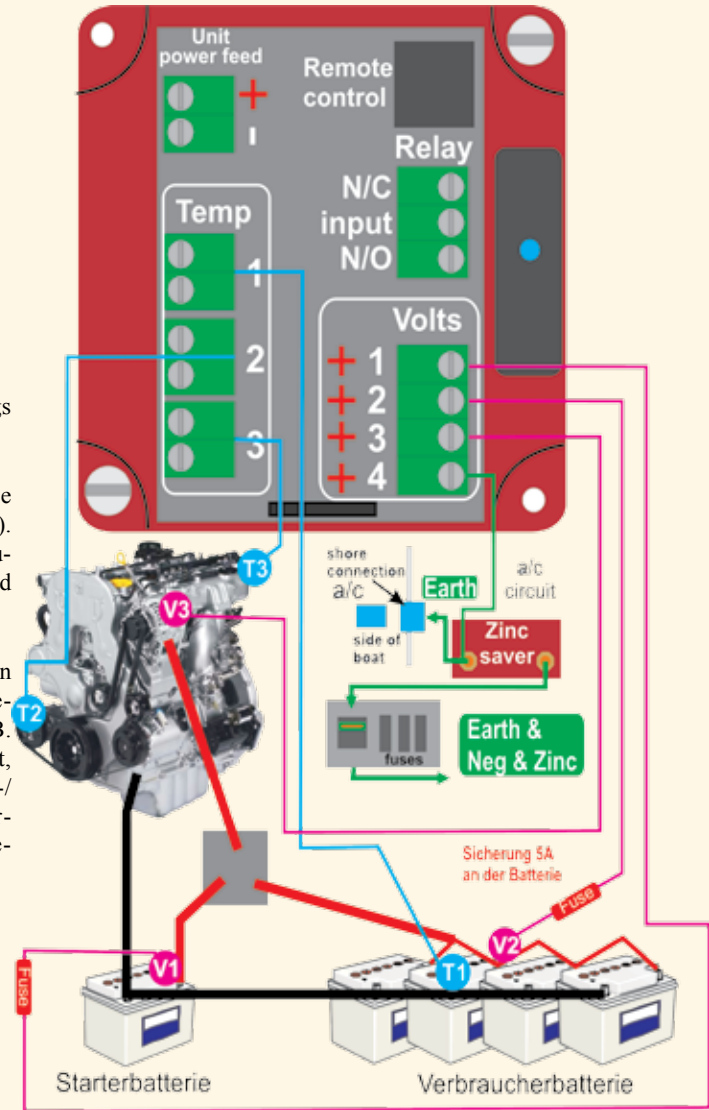 Unit
power feed
+
-
Remote
control
Relay
N/C
input
N/O
Temp
1
2
3
Volts
+ 1
+ 2
+ 3
+ 4
gs
e
).
u-
d
n
e-
3.
t,
-/
r-
e-
T3
V3
T2
shore
connection
a/c
side of
boat
Earth
a/c
circuit
Zinc
saver
fuses
Earth &
Neg & Zinc
Sicherung 5A
an der Batterie
Fuse
V2
V1
T1
Fuse
Starterbatterie
Verbraucherbatterie